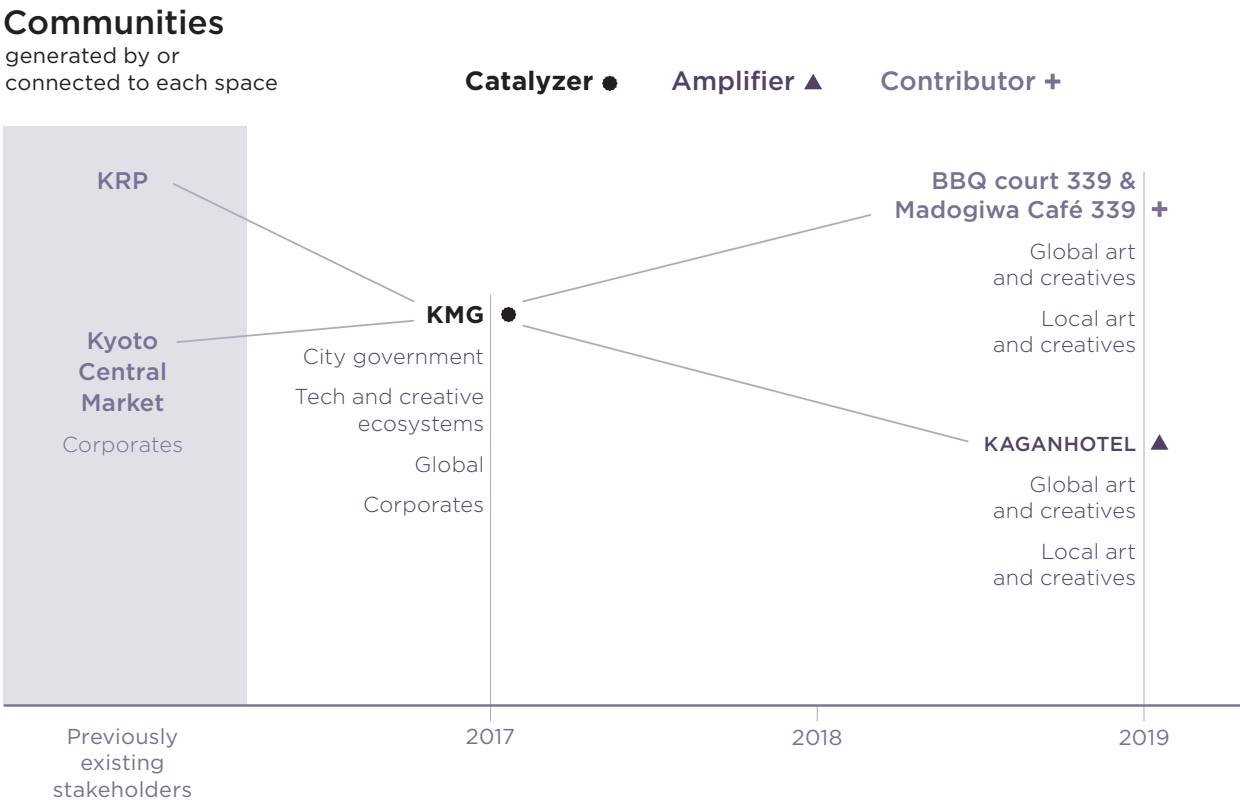 Communities
generated by or
connected to each space
Catalyzer ●
Amplifier ▲
Contributor +
KRP
Kyoto
Central
Market
Corporates
KMG
City government
Tech and creative
ecosystems
Global
Corporates
BBQ court 339 &
Madogiwa Café 339 +
Global art
and creatives
Local art
and creatives
KAGANHOTEL ▲
Global art
and creatives
Local art
and creatives
Previously
existing
stakeholders
2017
2018
2019